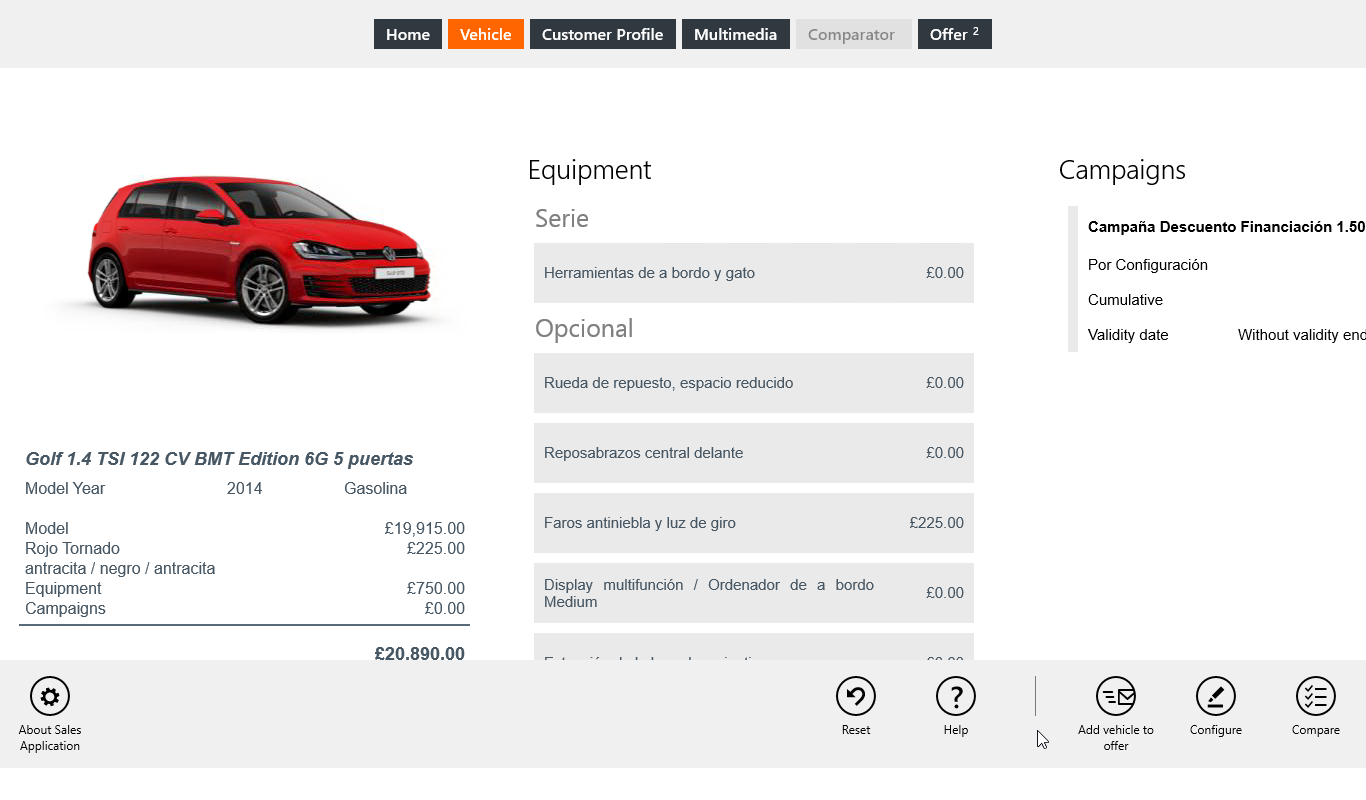 Home Vehicle Customer Profile Multimedia Comparator Offer 2
Golf 1.4 TSI 122 CV BMT Edition 6G 5 puertas
Model Year 2014 Gasolina
Model £19,915.00
Rojo Tornado £225.00
antracita / negro / antracita
Equipment £750.00
Campaigns £0.00
£20,890.00
Equipment
Serie
Herramientas de a bordo y gato £0.00
Opcional
Rueda de repuesto, espacio reducido £0.00
Reposabrazos central delante £0.00
Faros antiniebla y luz de giro £225.00
Display multifunción / Ordenador de a bordo
Medium £0.00
Campaigns
Campaña Descuento Financiación 1.50
Por Configuración
Cumulative
Validity date Without validity end
About Sales
Application
Reset
Help
Add vehicle to
offer
Configure
Compare